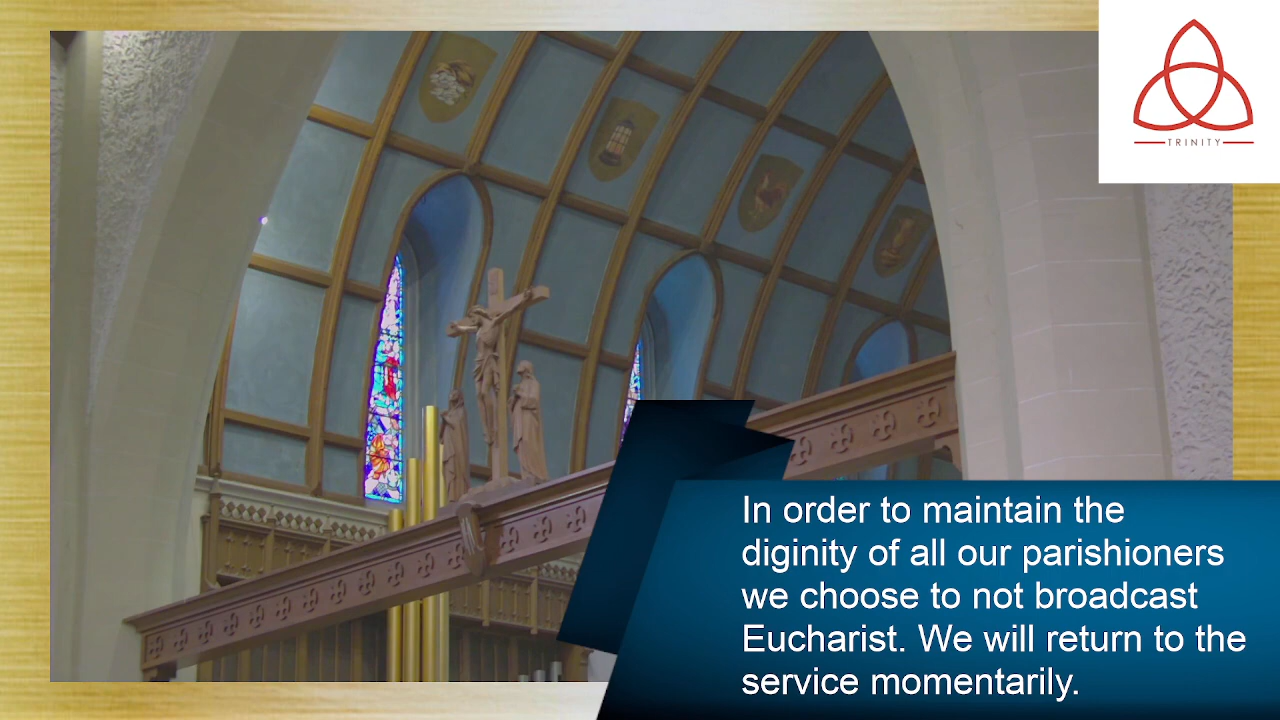 TRINITY
In order to maintain the
diginity of all our parishioners
we choose to not broadcast
Eucharist. We will return to the
service momentarily.